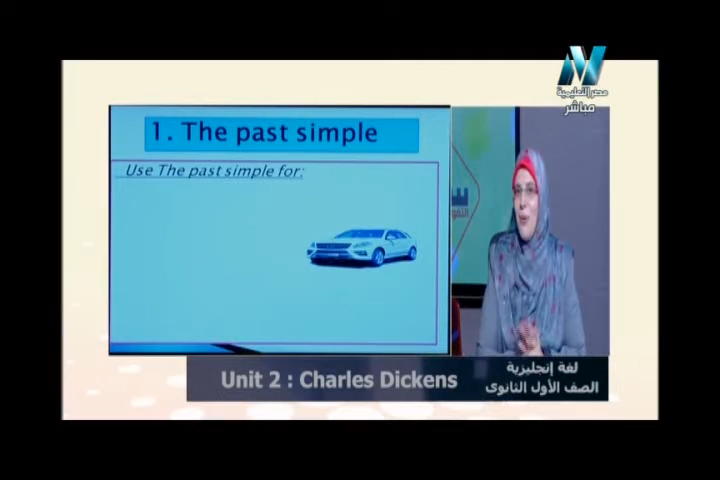 مصر التعليمية
مباشر
1. The past simple
Use The past simple for:
Unit 2 : Charles Dickens
لغة إنجليزية
الصف الأول الثانوى